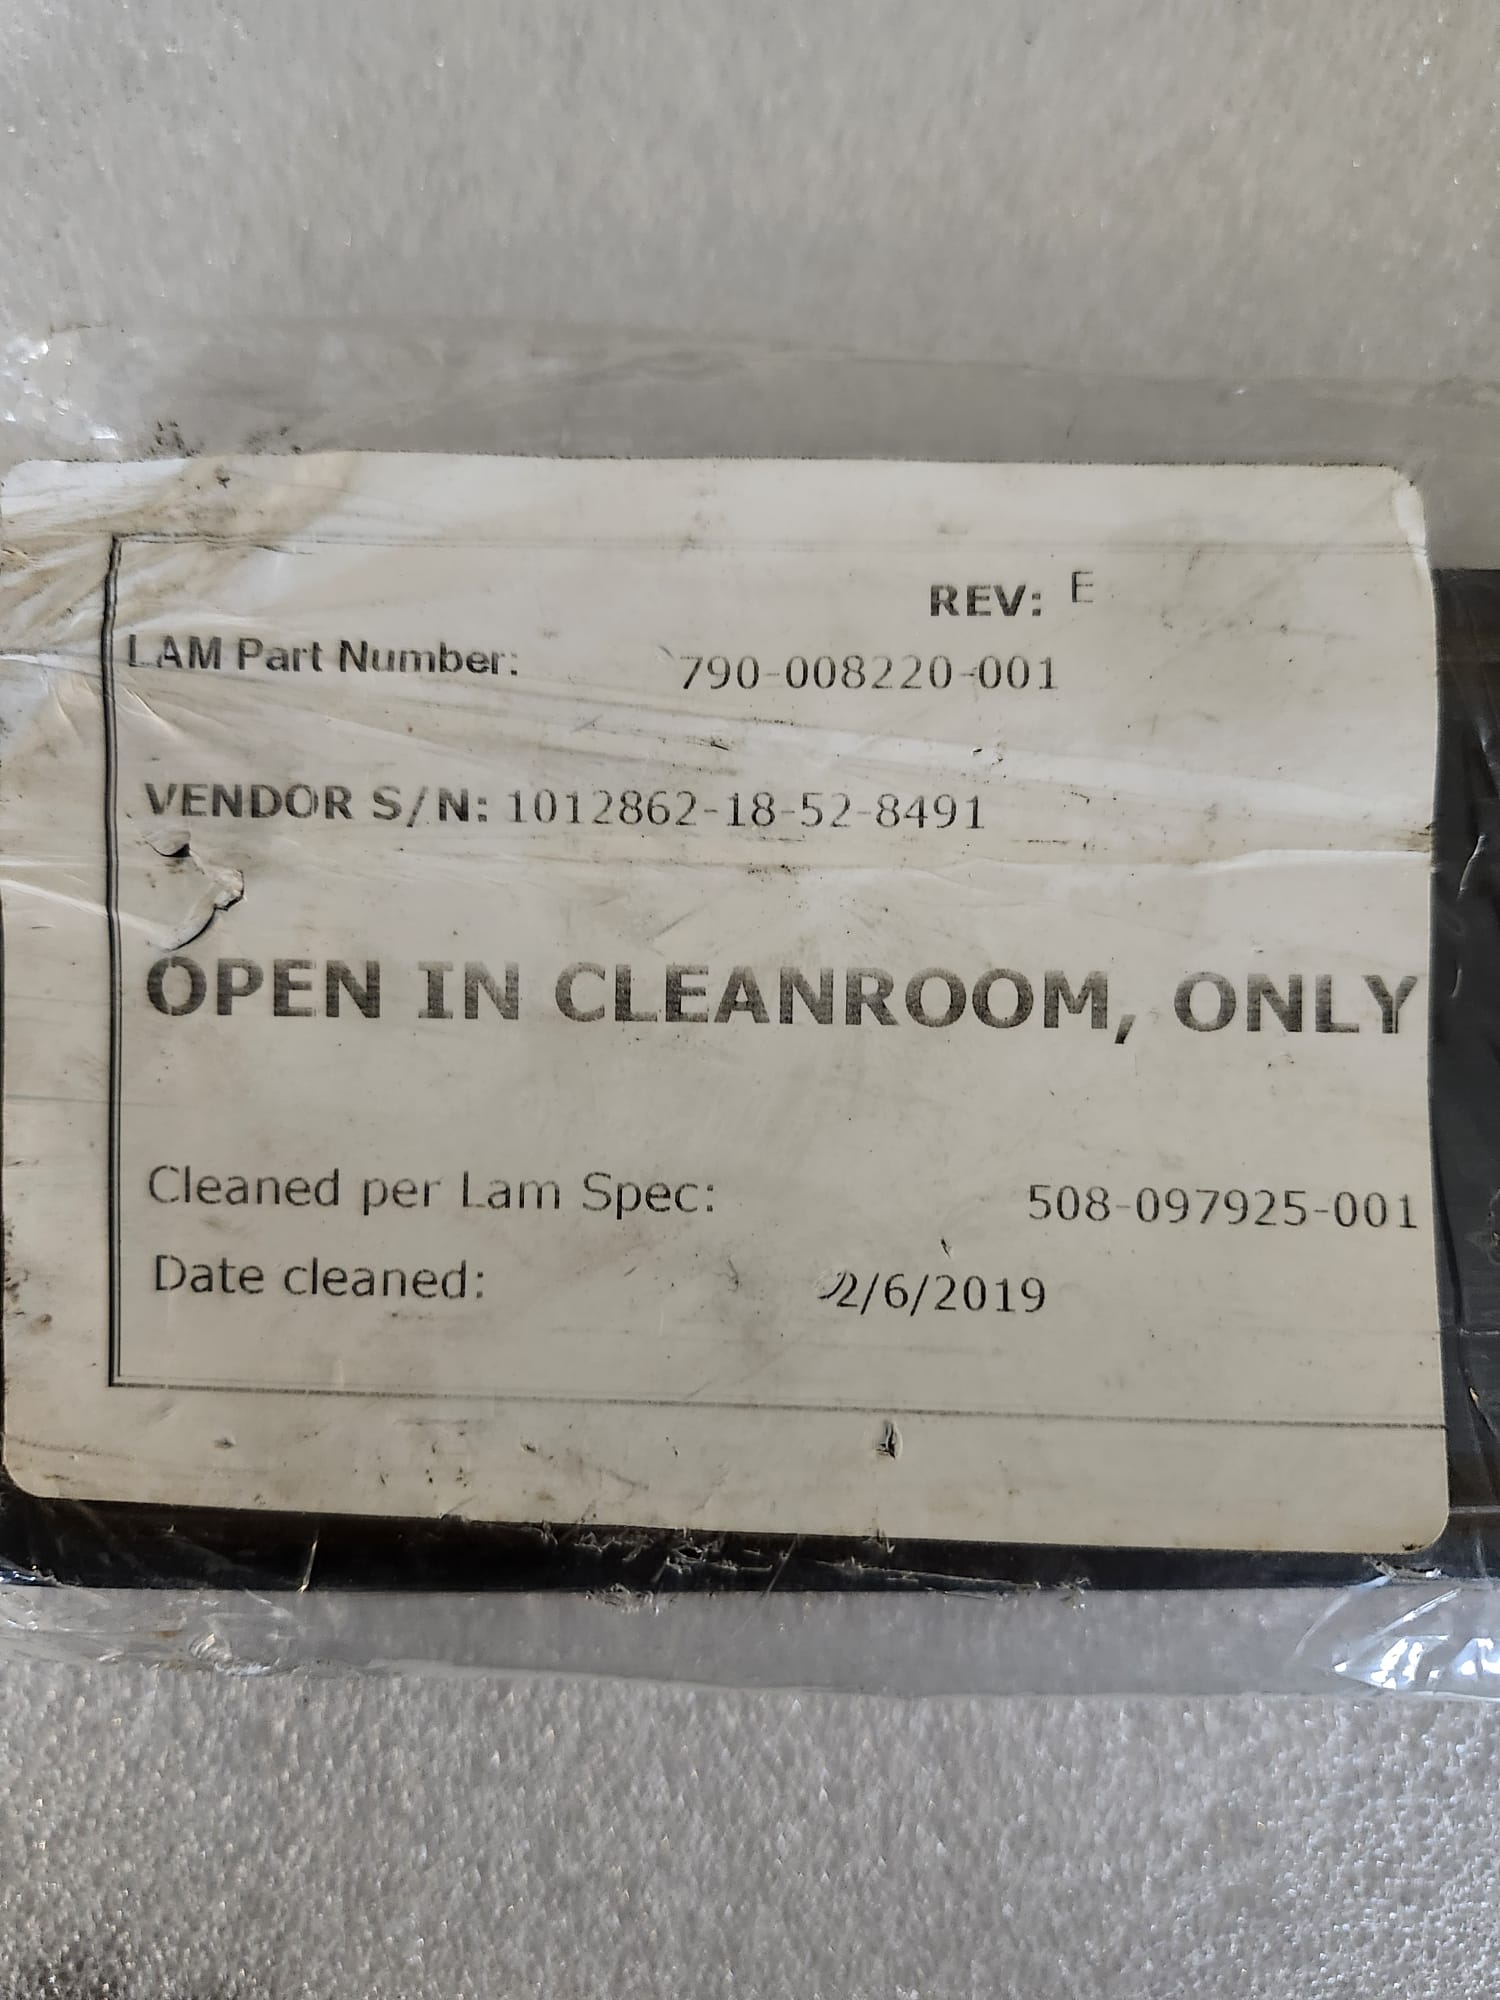 REV: E
LAM Part Number: 790-008220-001
VENDOR S/N: 1012862-18-52-8491
OPEN IN CLEANROOM, ONLY
Cleaned per Lam Spec: 508-097925-001
Date cleaned: 2/6/2019